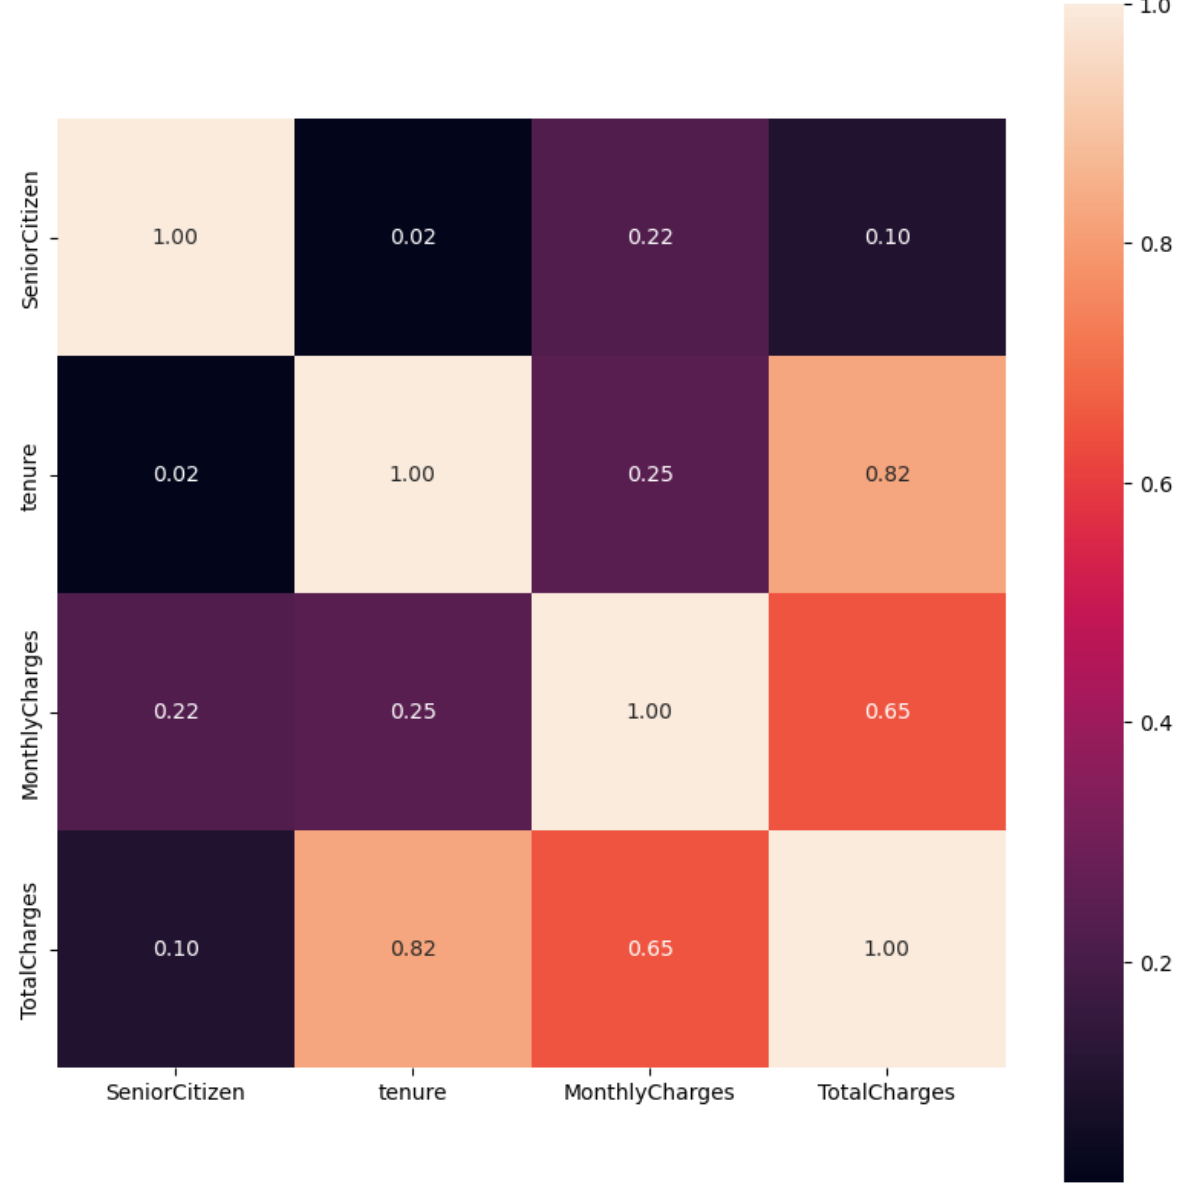 1.0
SeniorCitizen
1.00 0.02 0.22 0.10
0.8
tenure
0.02 1.00 0.25 0.82
0.6
MonthlyCharges
0.22 0.25 1.00 0.65
0.4
TotalCharges
0.10 0.82 0.65 1.00
0.2
SeniorCitizen tenure MonthlyCharges TotalCharges